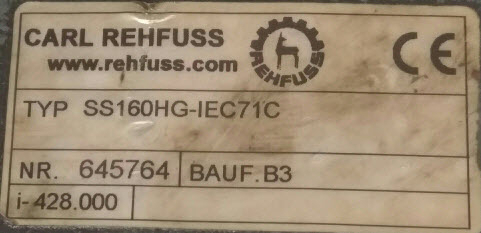 CARL REHFUSS
www.rehfuss.com
REHFUSS
CE
TYP SS160HG-IEC71C
NR. 645764 BAUF.B3
i- 428.000